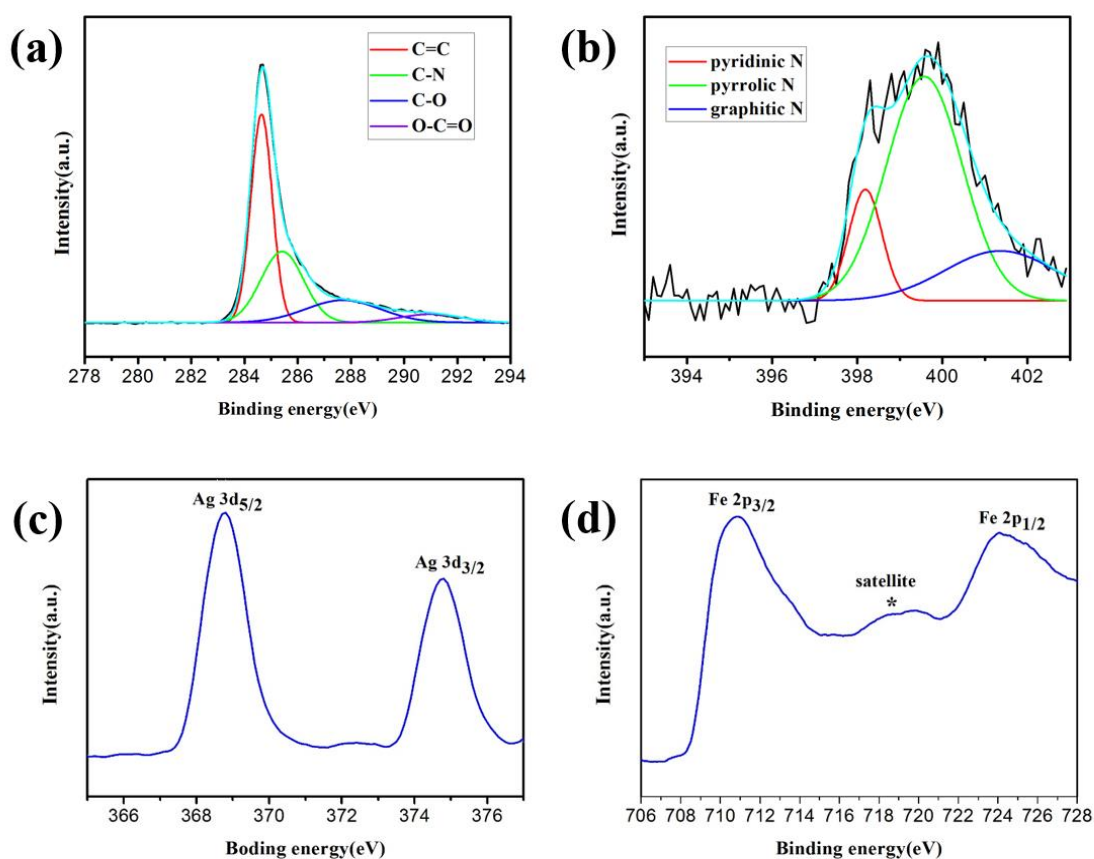 (a)
C=C
C-N
C-O
O-C=O
Intensity(a.u.)
278 280 282 284 286 288 290 292 294
Binding energy(eV)
(b)
pyridinic N
pyrrolic N
graphitic N
Intensity(a.u.)
394 396 398 400 402
Binding energy(eV)
(c)
Ag 3d5/2
Ag 3d3/2
Intensity(a.u.)
366 368 370 372 374 376
Boding energy(eV)
(d)
Fe 2p3/2
satellite
*
Fe 2p1/2
Intensity(a.u.)
706 708 710 712 714 716 718 720 722 724 726 728
Binding energy(eV)